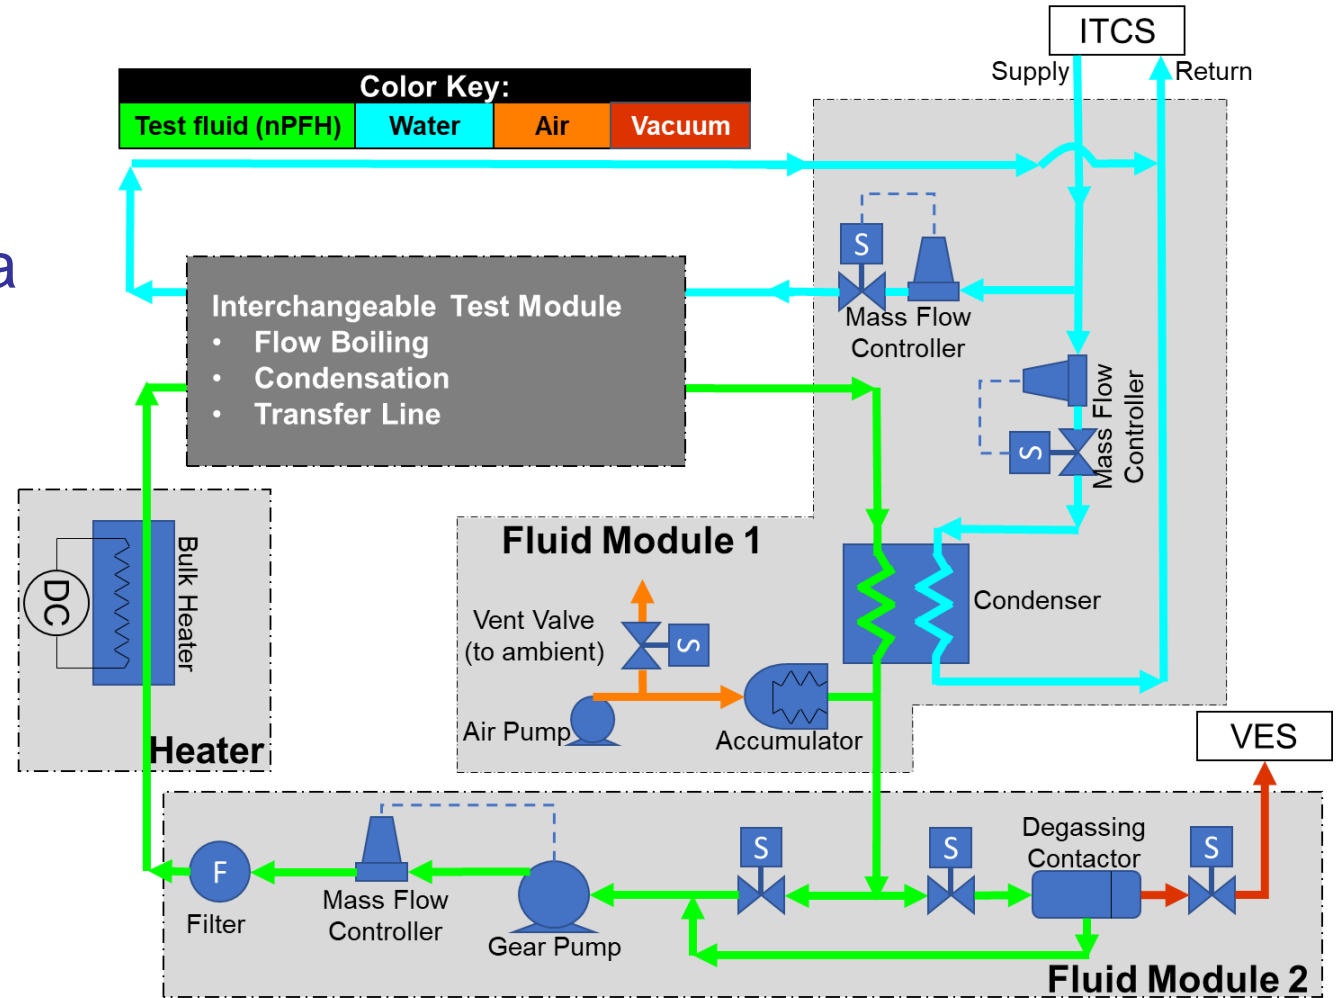 ITCS
Supply
Return
Color Key:
Test fluid (nPFH)
Water
Air
Vacuum
a
S
Mass Flow
Controller
Interchangeable Test Module
• Flow Boiling
• Condensation
• Transfer Line
S
Mass Flow
Controller
Fluid Module 1
Condenser
Vent Valve
(to ambient)
S
Air Pump
Accumulator
DC
Bulk Heater
Heater
VES
F
Filter
Mass Flow
Controller
Gear Pump
S
S
Degassing
Contactor
S
Fluid Module 2